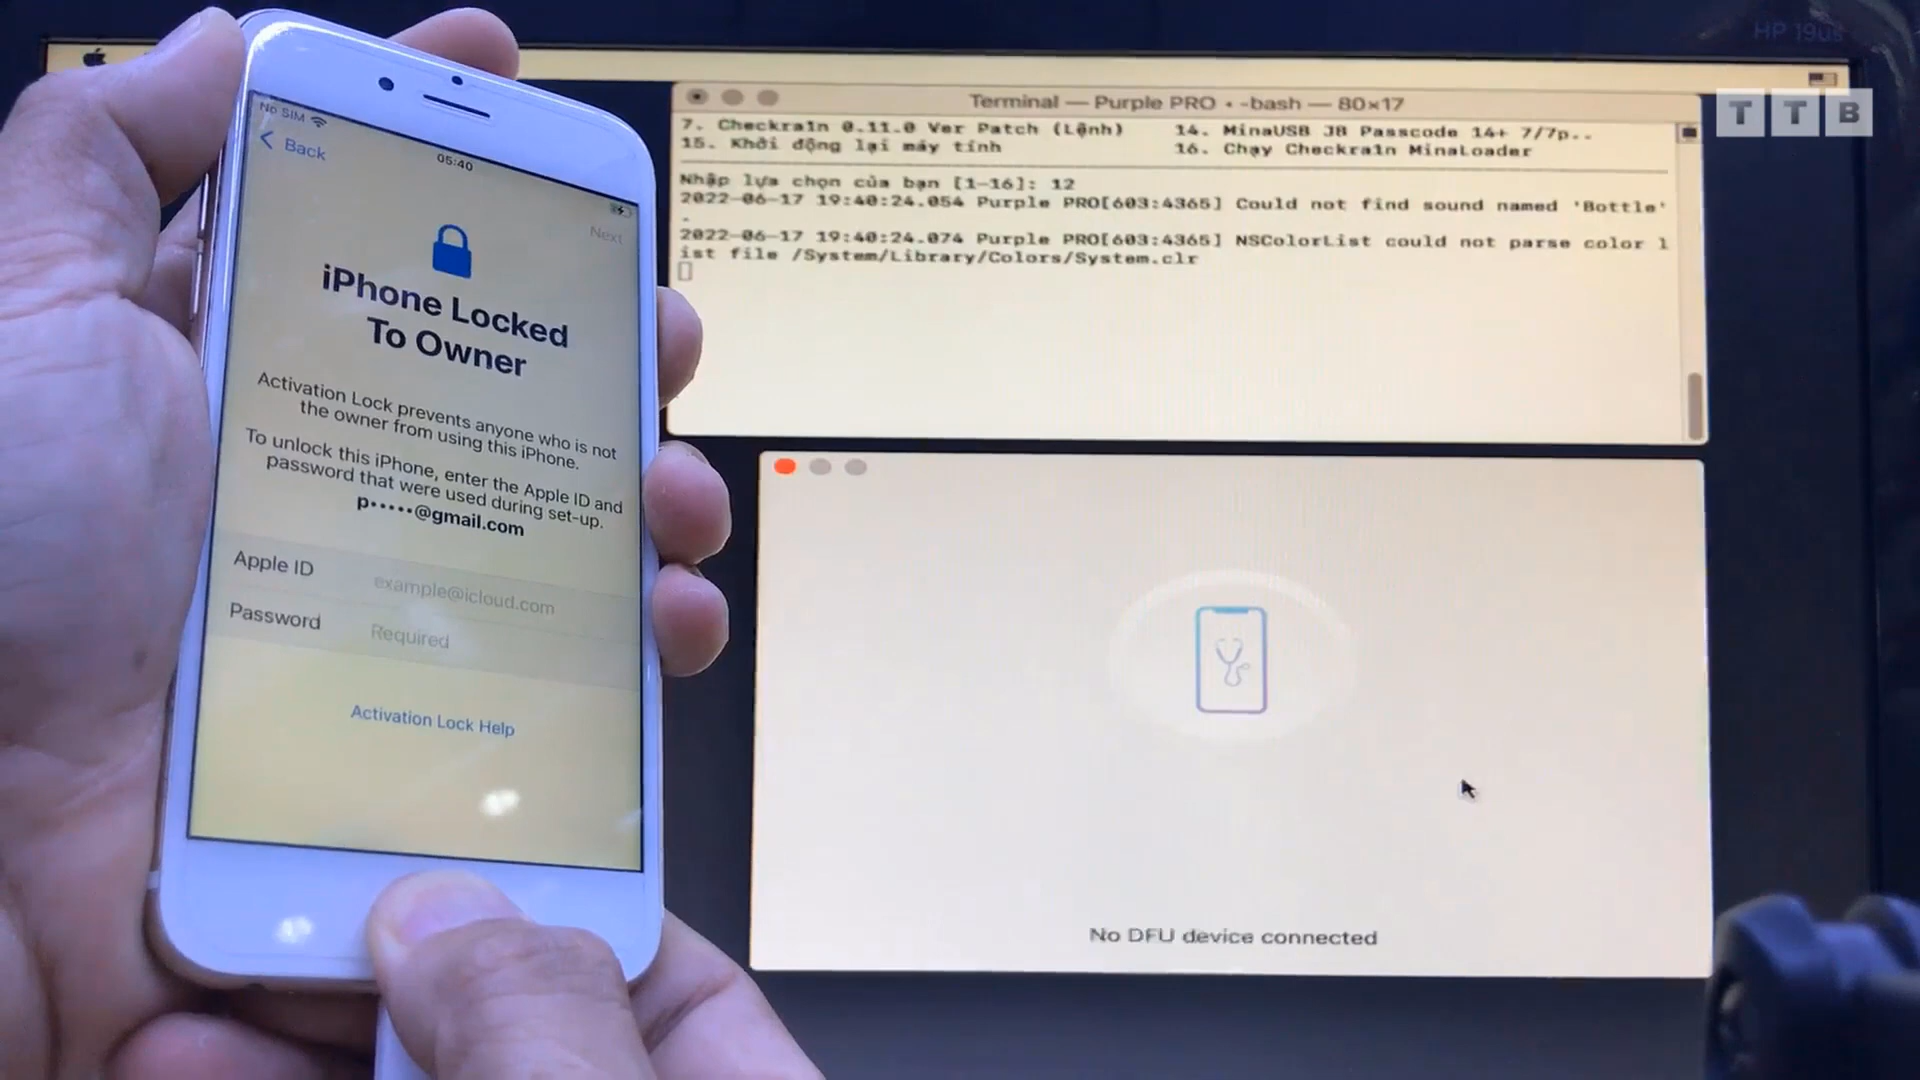 HP 19us
TTB
No SIM
05:40
Back
Next
iPhone Locked
To Owner
Activation Lock prevents anyone who is not
the owner from using this iPhone.
To unlock this iPhone, enter the Apple ID and
password that were used during set-up.
p•••••@gmail.com
Apple ID example@icloud.com
Password Required
Activation Lock Help
Terminal — Purple PRO • -bash — 80×17
7. Checkra1n 0.11.0 Ver Patch (Lệnh) 14. MinaUSB JB Passcode 14+ 7/7p..
15. Khởi động lại máy tính 16. Chạy Checkra1n MinaLoader
Nhập lựa chọn của bạn [1-16]: 12
2022-06-17 19:40:24.054 Purple PRO[603:4365] Could not find sound named 'Bottle'
.
2022-06-17 19:40:24.074 Purple PRO[603:4365] NSColorList could not parse color l
ist file /System/Library/Colors/System.clr
No DFU device connected